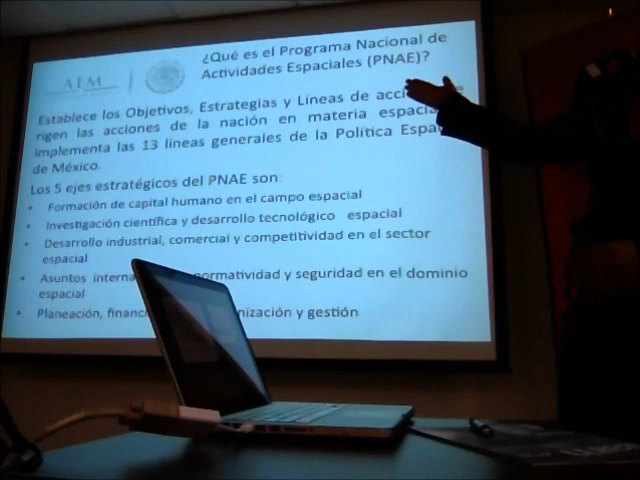 ¿Qué es el Programa Nacional de
Actividades Espaciales (PNAE)?
AEM
Establece los Objetivos, Estrategias y Líneas de
rigen las acciones de la nación en materia
implementa las 13 líneas generales de la Política
de México.
Los 5 ejes estratégicos del PNAE son
• Formación de capital humano en el campo espacial
• Investigación científica y desarrollo tecnológico espacial
• Desarrollo industrial, comercial y competitividad en el sector
espacial
• Asuntos normatividad y seguridad en el dominio
espacial
• Planeación, y gestión